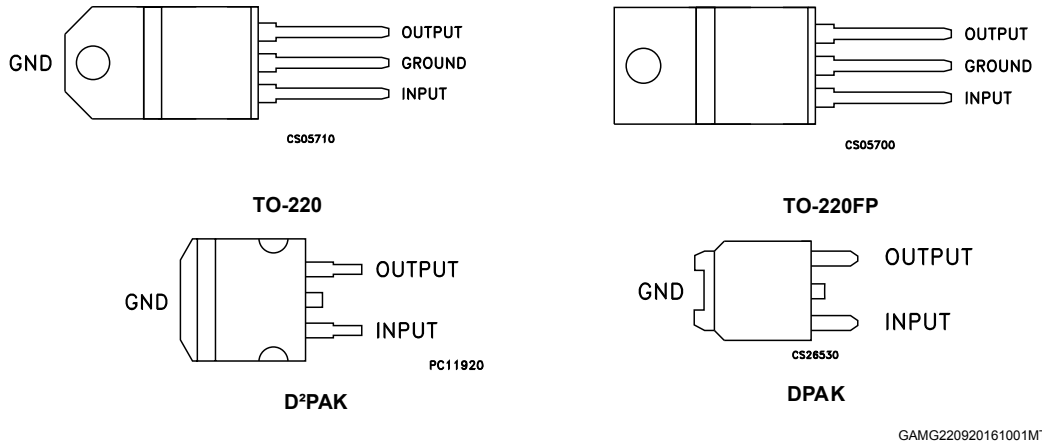 GND
OUTPUT
GROUND
INPUT
CS05710
TO-220
OUTPUT
GROUND
INPUT
CS05700
TO-220FP
GND
OUTPUT
INPUT
PC11920
D²PAK
GND
OUTPUT
INPUT
CS26530
DPAK
GAMG220920161001MT